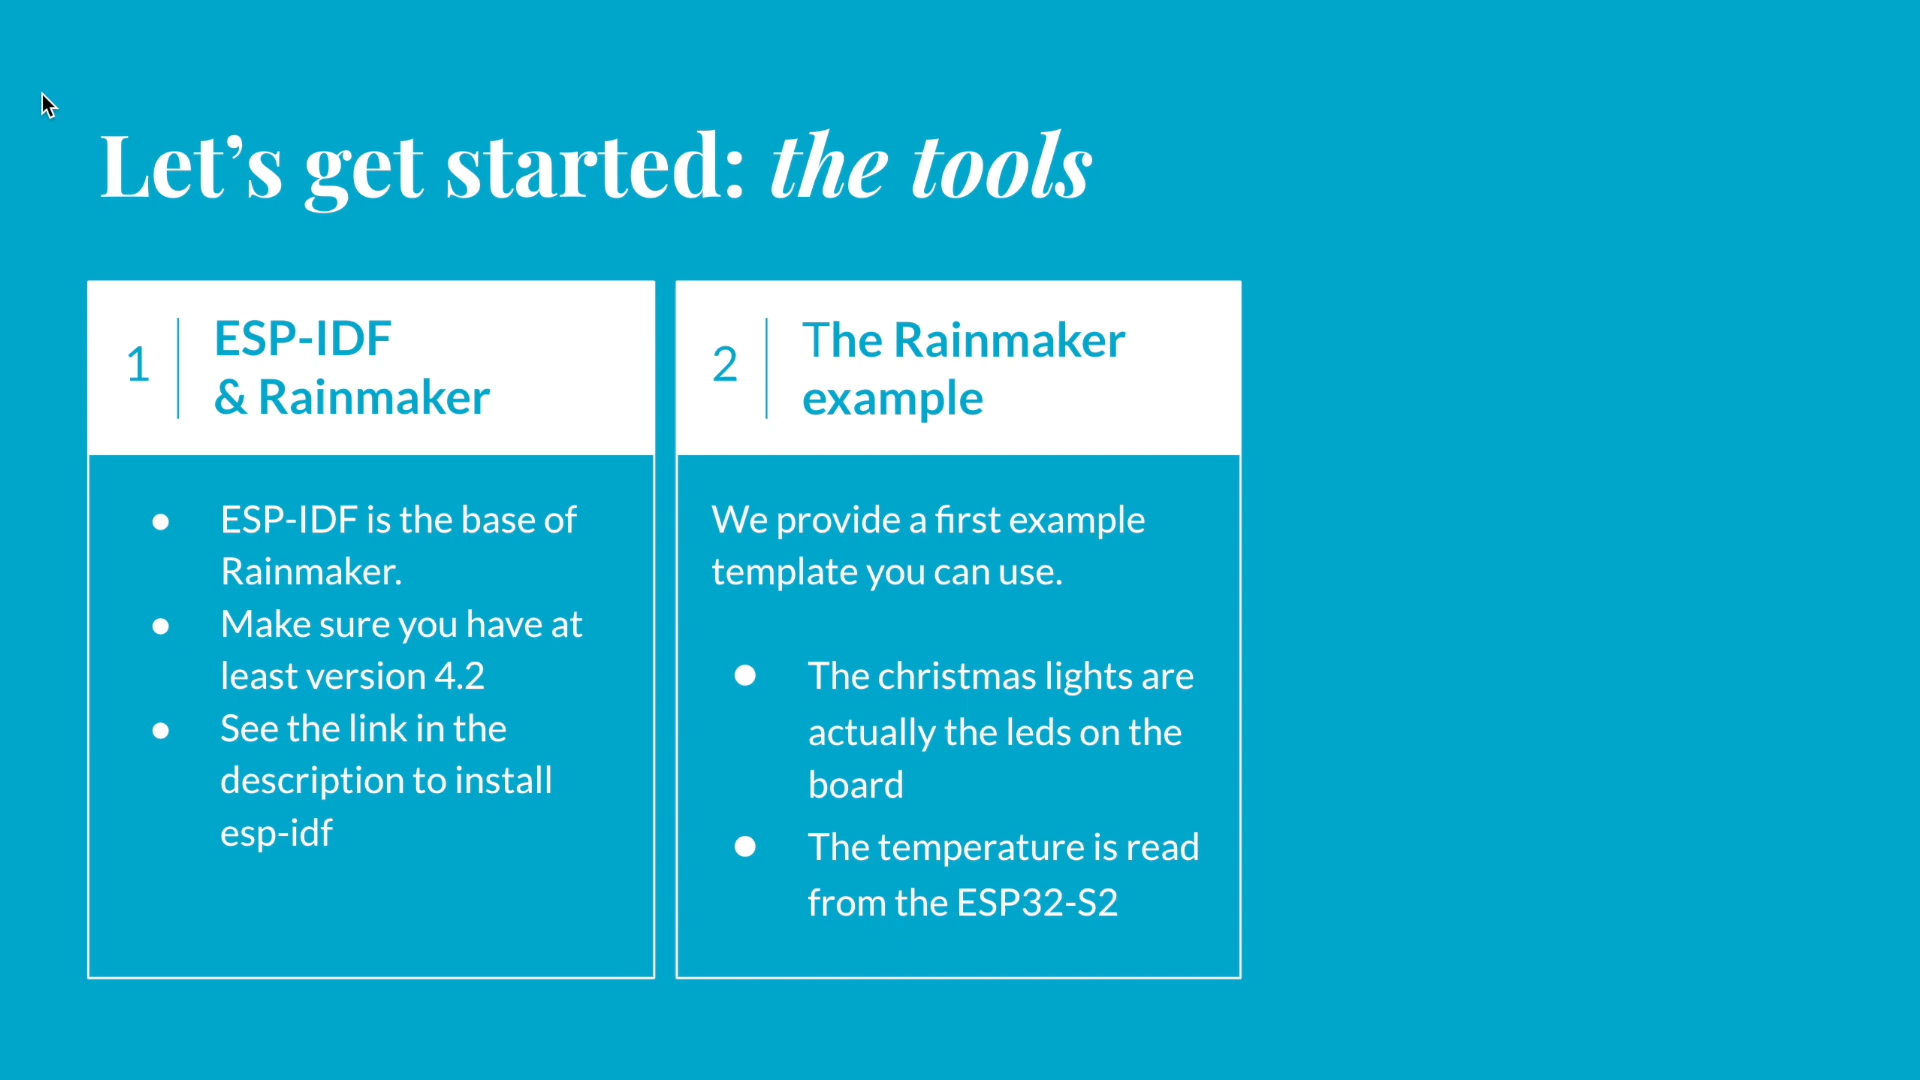 Let’s get started: the tools
1
ESP-IDF
& Rainmaker
● ESP-IDF is the base of
Rainmaker.
● Make sure you have at
least version 4.2
● See the link in the
description to install
esp-idf
2
The Rainmaker
example
We provide a first example
template you can use.
● The christmas lights are
actually the leds on the
board
● The temperature is read
from the ESP32-S2